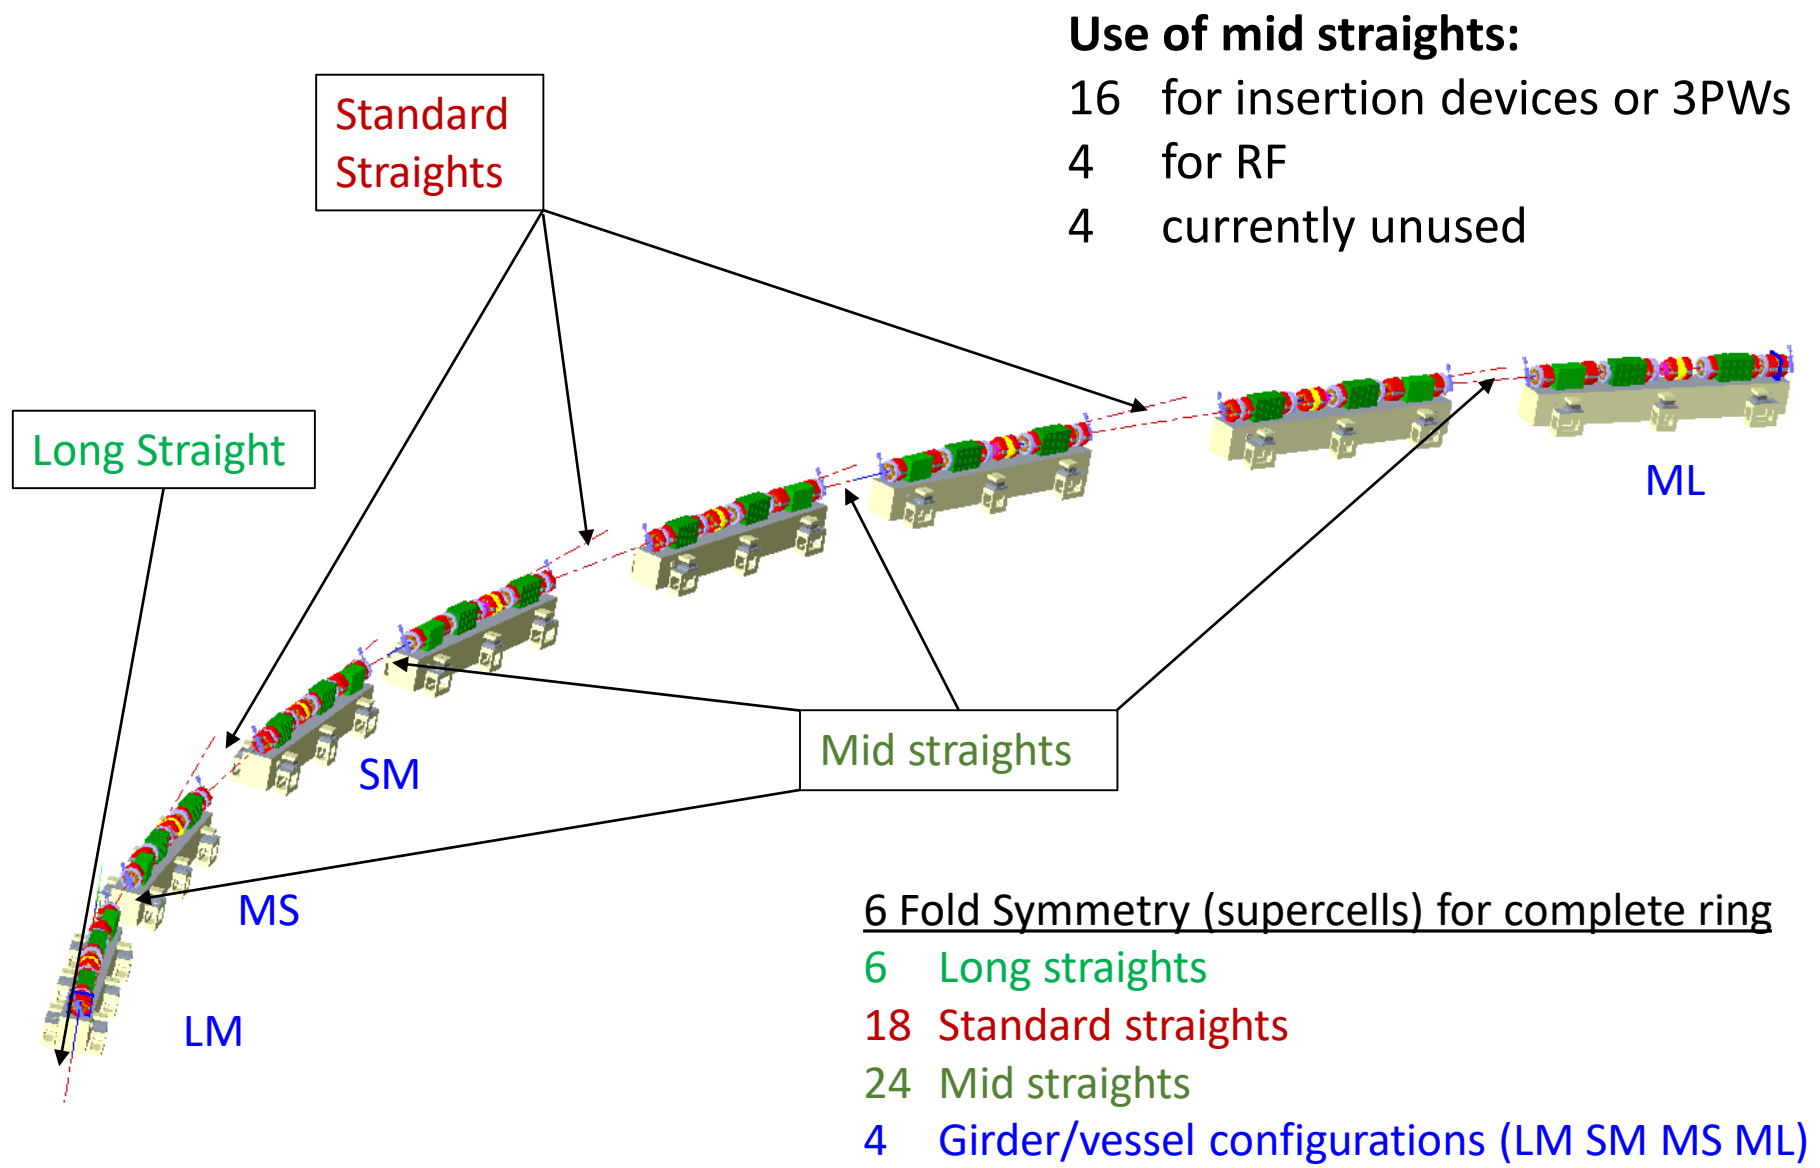 Use of mid straights:
16 for insertion devices or 3PWs
4 for RF
4 currently unused
Standard
Straights
Long Straight
ML
Mid straights
SM
MS
LM
6 Fold Symmetry (supercells) for complete ring
6 Long straights
18 Standard straights
24 Mid straights
4 Girder/vessel configurations (LM SM MS ML)